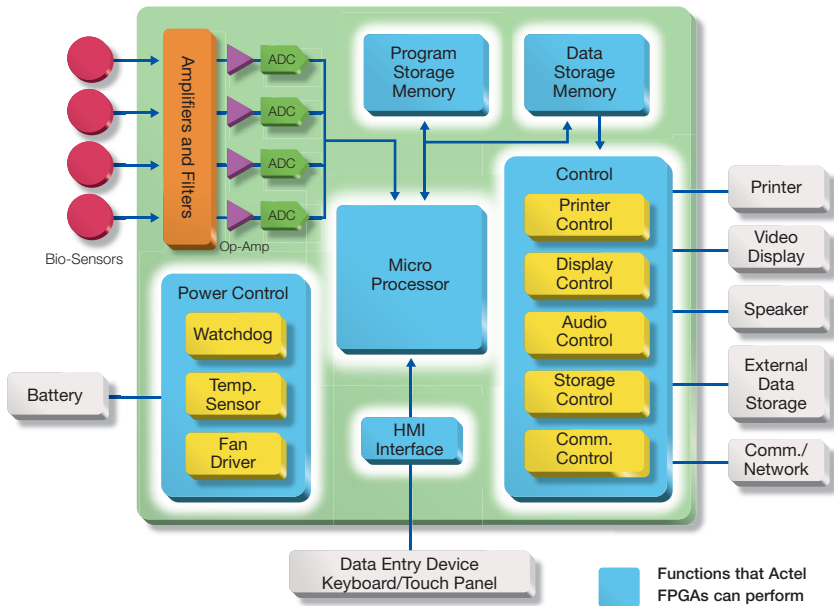 Bio-Sensors
Amplifiers and Filters
Op-Amp
ADC
ADC
ADC
ADC
Program
Storage
Memory
Data
Storage
Memory
Micro
Processor
Control
Printer
Control
Display
Control
Audio
Control
Storage
Control
Comm.
Control
Printer
Video
Display
Speaker
External
Data
Storage
Comm./
Network
Power Control
Watchdog
Temp.
Sensor
Fan
Driver
Battery
HMI
Interface
Data Entry Device
Keyboard/Touch Panel
Functions that Actel
FPGAs can perform